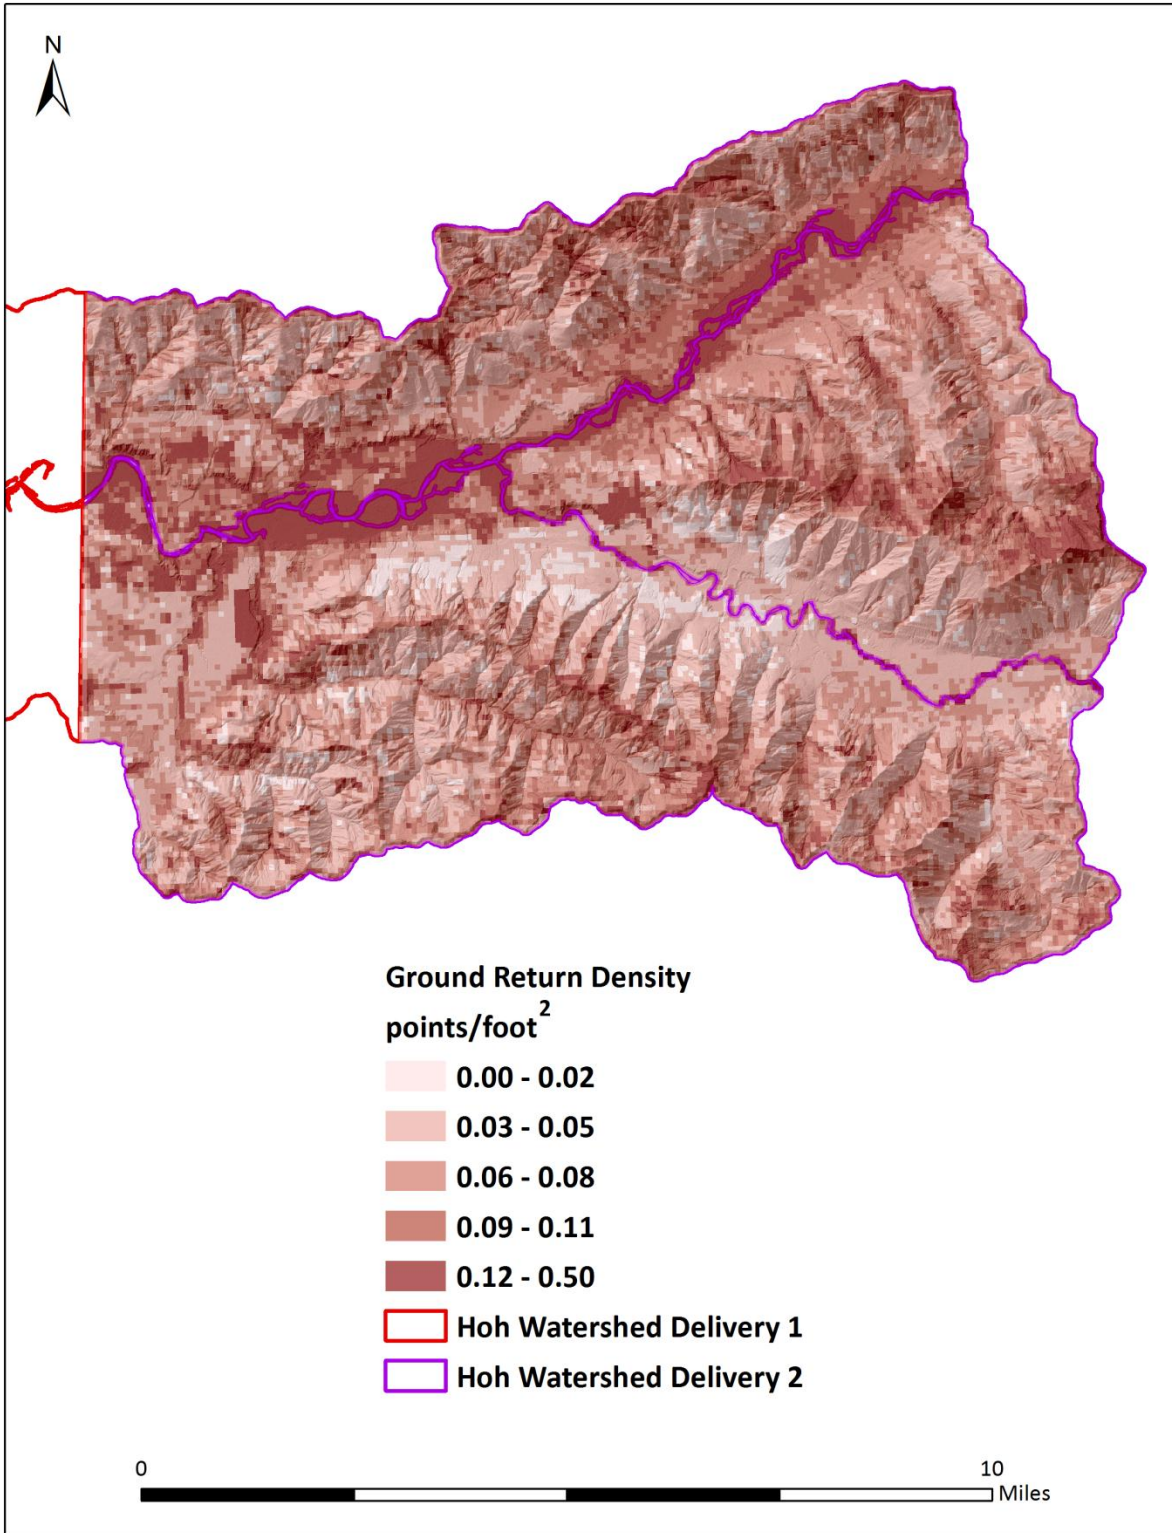 N
Ground Return Density
points/foot²
0.00 - 0.02
0.03 - 0.05
0.06 - 0.08
0.09 - 0.11
0.12 - 0.50
Hoh Watershed Delivery 1
Hoh Watershed Delivery 2
0 10
Miles